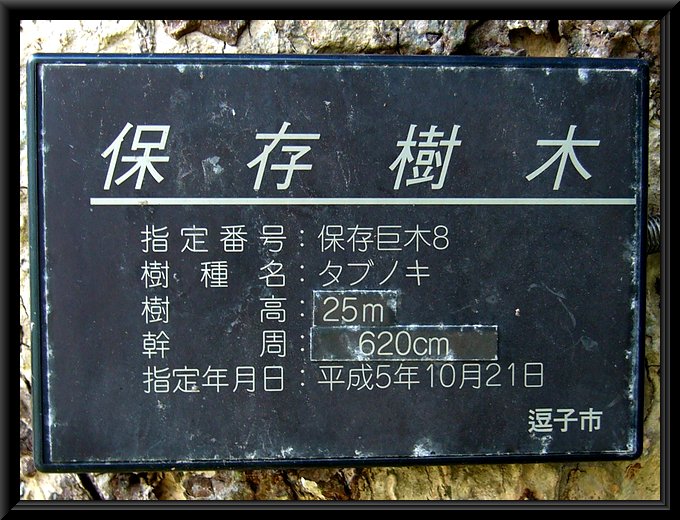 保存樹木
指定番号：保存巨木8
樹種名：タブノキ
樹高：25m
幹周：620cm
指定年月日：平成5年10月21日
逗子市